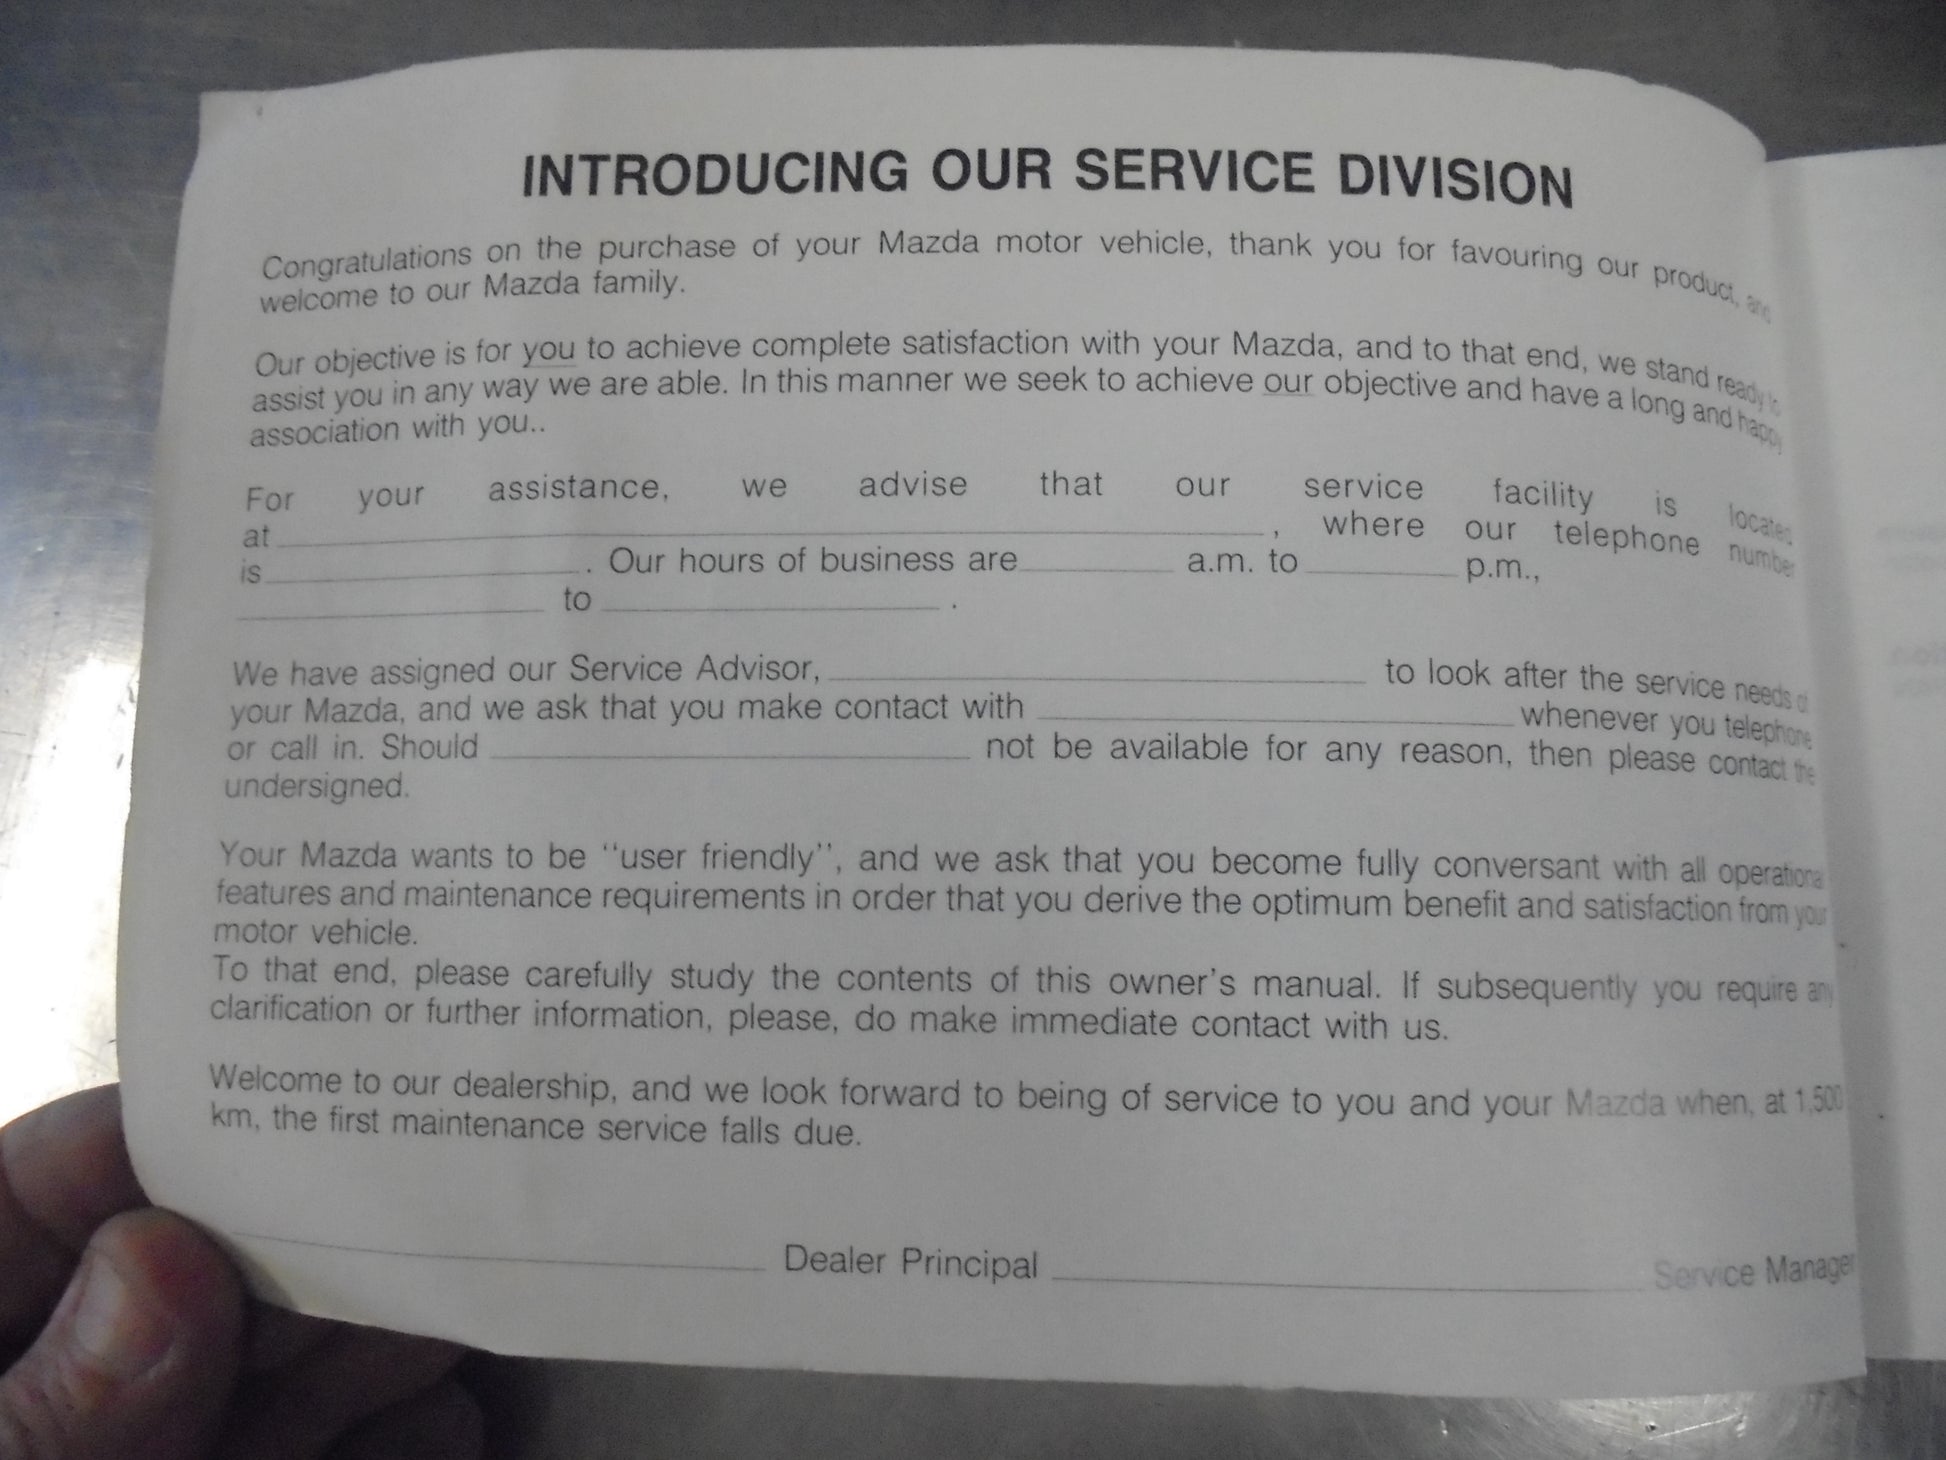 INTRODUCING OUR SERVICE DIVISION
Congratulations on the purchase of your Mazda motor vehicle, thank you for favouring our product, and
welcome to our Mazda family.
Our objective is for you to achieve complete satisfaction with your Mazda, and to that end, we stand ready to
assist you in any way we are able. In this manner we seek to achieve our objective and have a long and happy
association with you..
For your assistance, we advise that our service facility is located
at ____________________, where our telephone number
is ____________________. Our hours of business are __________ a.m. to __________ p.m.,
____________________ to ____________________.
We have assigned our Service Advisor, ____________________ to look after the service needs of
your Mazda, and we ask that you make contact with ____________________ whenever you telephone
or call in. Should ____________________ not be available for any reason, then please contact the
undersigned.
Your Mazda wants to be ''user friendly'', and we ask that you become fully conversant with all operational
features and maintenance requirements in order that you derive the optimum benefit and satisfaction from your
motor vehicle.
To that end, please carefully study the contents of this owner's manual. If subsequently you require any
clarification or further information, please, do make immediate contact with us.
Welcome to our dealership, and we look forward to being of service to you and your Mazda when, at 1,500
km, the first maintenance service falls due.
____________________ Dealer Principal ____________________ Service Manager